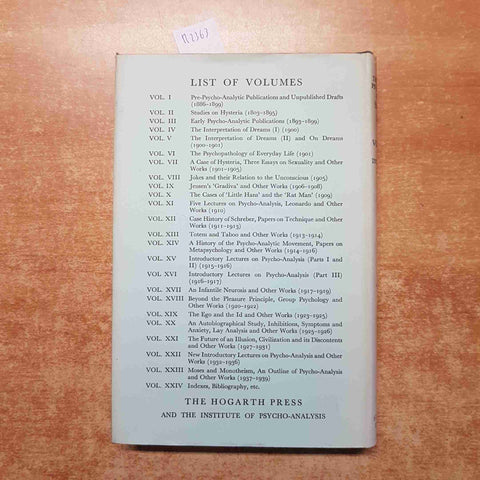 R2363
LIST OF VOLUMES
VOL. I Pre-Psycho-Analytic Publications and Unpublished Drafts
(1886–1899)
VOL. II Studies on Hysteria (1893–1895)
VOL. III Early Psycho-Analytic Publications (1893–1899)
VOL. IV The Interpretation of Dreams (I) (1900)
VOL. V The Interpretation of Dreams (II) and On Dreams
(1900–1901)
VOL. VI The Psychopathology of Everyday Life (1901)
VOL. VII A Case of Hysteria, Three Essays on Sexuality and Other
Works (1901–1905)
VOL. VIII Jokes and their Relation to the Unconscious (1905)
VOL. IX Jensen's 'Gradiva' and Other Works (1906–1908)
VOL. X The Cases of 'Little Hans' and the 'Rat Man' (1909)
VOL. XI Five Lectures on Psycho-Analysis, Leonardo and Other
Works (1910)
VOL. XII Case History of Schreber, Papers on Technique and Other
Works (1911–1913)
VOL. XIII Totem and Taboo and Other Works (1913–1914)
VOL. XIV A History of the Psycho-Analytic Movement, Papers on
Metapsychology and Other Works (1914–1916)
VOL. XV Introductory Lectures on Psycho-Analysis (Parts I and
II) (1915–1916)
VOL XVI Introductory Lectures on Psycho-Analysis (Part III)
(1916–1917)
VOL. XVII An Infantile Neurosis and Other Works (1917–1919)
VOL. XVIII Beyond the Pleasure Principle, Group Psychology and
Other Works (1920–1922)
VOL. XIX The Ego and the Id and Other Works (1923–1925)
VOL. XX An Autobiographical Study, Inhibitions, Symptoms and
Anxiety, Lay Analysis and Other Works (1925–1926)
VOL. XXI The Future of an Illusion, Civilization and its Discontents
and Other Works (1927–1931)
VOL. XXII New Introductory Lectures on Psycho-Analysis and Other
Works (1932–1936)
VOL. XXIII Moses and Monotheism, An Outline of Psycho-Analysis
and Other Works (1937–1939)
VOL. XXIV Indexes, Bibliography, etc.
THE HOGARTH PRESS
AND THE INSTITUTE OF PSYCHO-ANALYSIS